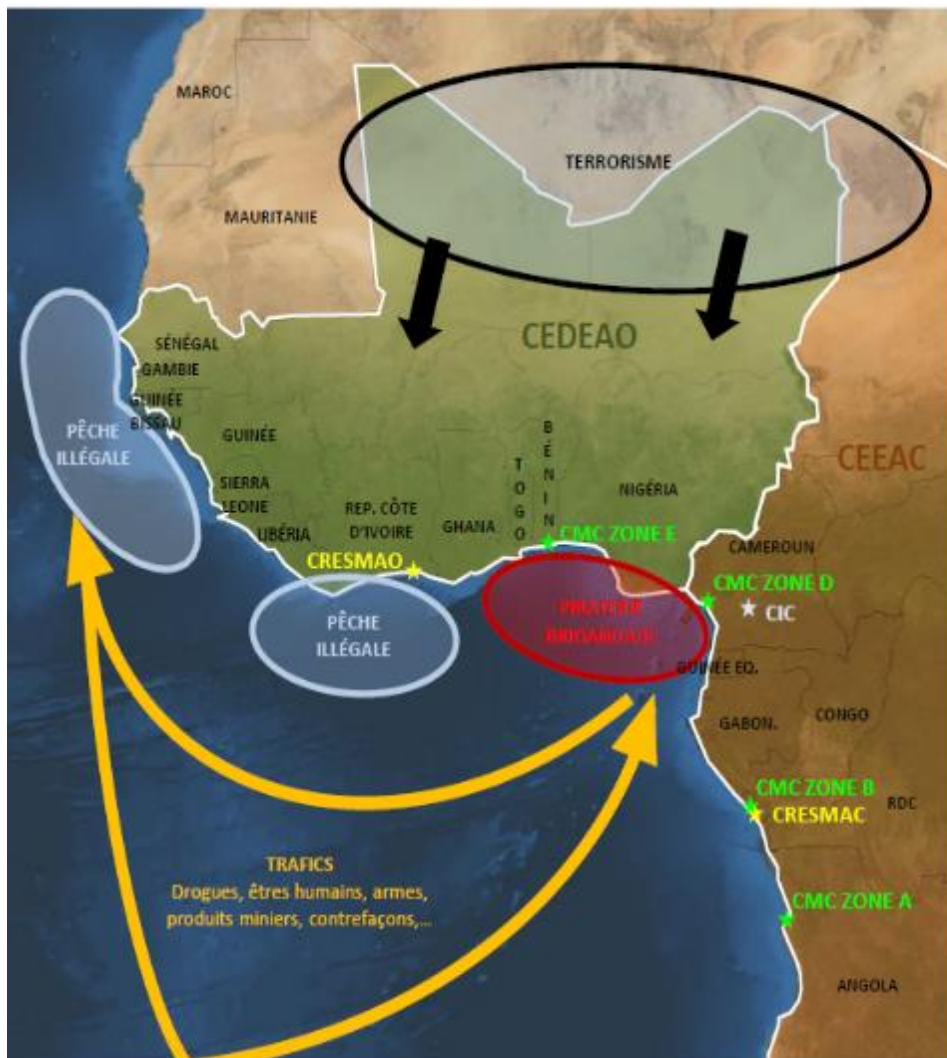 MAROC
TERRORISME
MAURITANIE
CEDEAO
SÉNÉGAL
GAMBIE
GUINÉE
BISSAU
PÊCHE
ILLÉGALE
GUINÉE
SIERRA
LEONE
LIBÉRIA
REP. CÔTE
D'IVOIRE
GHANA
TOGO
BÉNIN
NIGÉRIA
CEEAC
CRESMAO
CMC ZONE E
CAMEROUN
CMC ZONE D
CIC
PÊCHE
ILLÉGALE
PIRATERIE
BRIGANDAGE
GUINÉE EQ.
GABON.
CONGO
CMC ZONE B
CRESMAC
RDC
TRAFICS
Drogues, êtres humains, armes,
produits miniers, contrefaçons,...
CMC ZONE A
ANGOLA